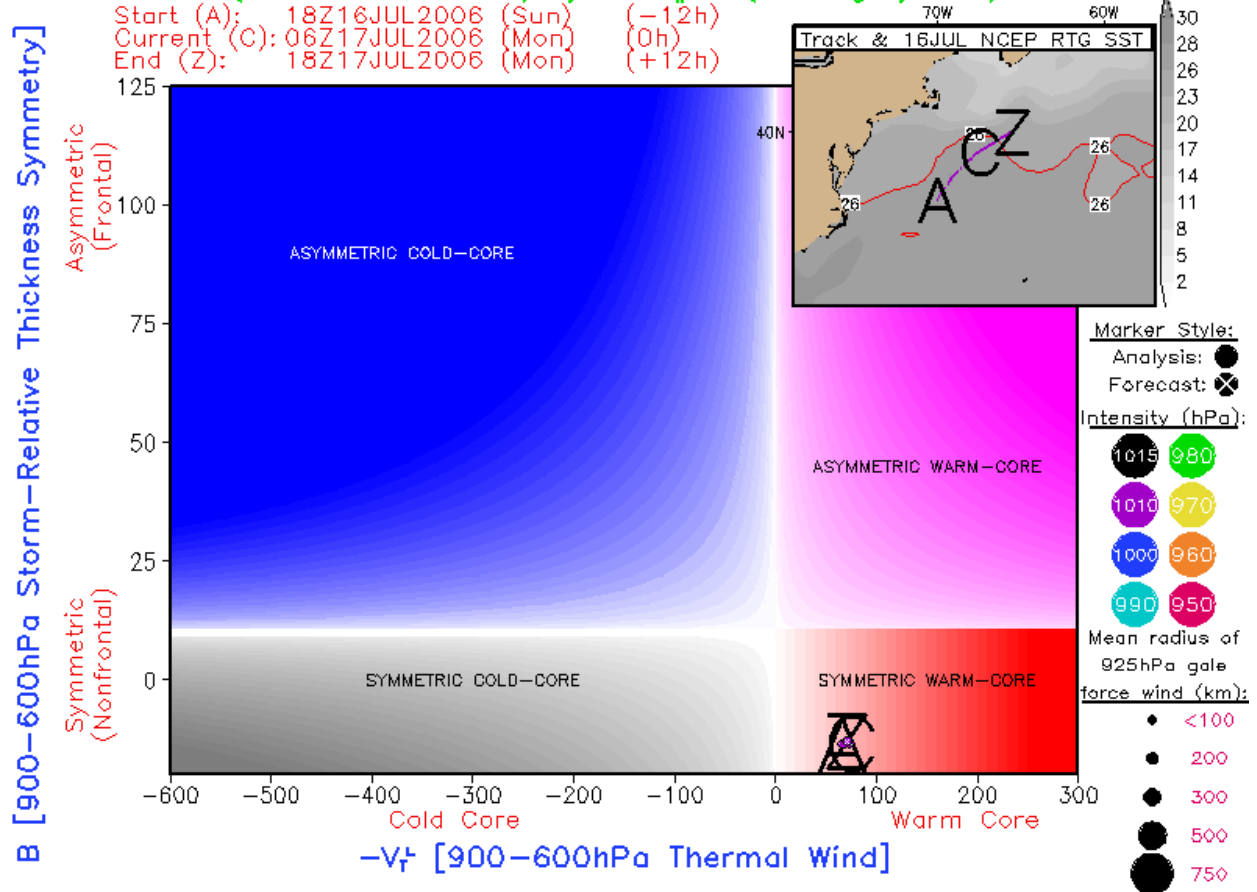 Start (A): 18Z16JUL2006 (Sun) (−12h)
Current (C): 06Z17JUL2006 (Mon) (0h)
End (Z): 18Z17JUL2006 (Mon) (+12h)
70W 60W
Track & 16JUL NCEP RTG SST
40N
26
26
26
26
A
C
Z
30
28
26
23
20
17
14
11
8
5
2
B [900−600hPa Storm−Relative Thickness Symmetry]
Asymmetric
(Frontal)
Symmetric
(Nonfrontal)
125
100
75
50
25
0
ASYMMETRIC COLD−CORE
ASYMMETRIC WARM−CORE
SYMMETRIC COLD−CORE
SYMMETRIC WARM−CORE
A
C
Z
−600 −500 −400 −300 −200 −100 0 100 200 300
Cold Core Warm Core
−V_T^L [900−600hPa Thermal Wind]
Marker Style:
Analysis:
Forecast:
Intensity (hPa):
1015 980
1010 970
1000 960
990 950
Mean radius of
925hPa gale
force wind (km):
<100
200
300
500
750